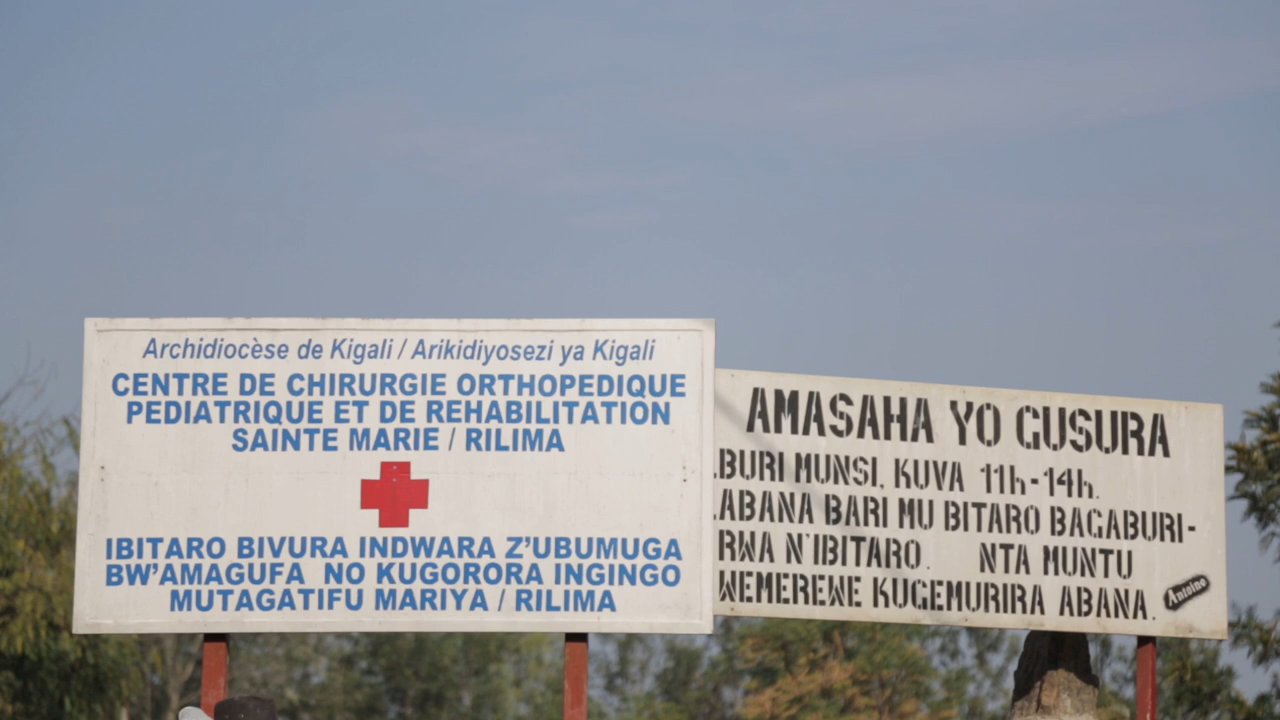 Archidiocèse de Kigali / Arikidiyosezi ya Kigali
CENTRE DE CHIRURGIE ORTHOPEDIQUE
PEDIATRIQUE ET DE REHABILITATION
SAINTE MARIE / RILIMA
IBITARO BIVURA INDWARA Z'UBUMUGA
BW'AMAGUFA NO KUGORORA INGINGO
MUTAGATIFU MARIYA / RILIMA
AMASAHA YO GUSURA
.BURI MUNSI, KUVA 11h-14h.
.ABANA BARI MU BITARO BAGABURI-
RWA N'IBITARO. NTA MUNTU
WEMEREWE KUGEMURIRA ABANA.
Antoine